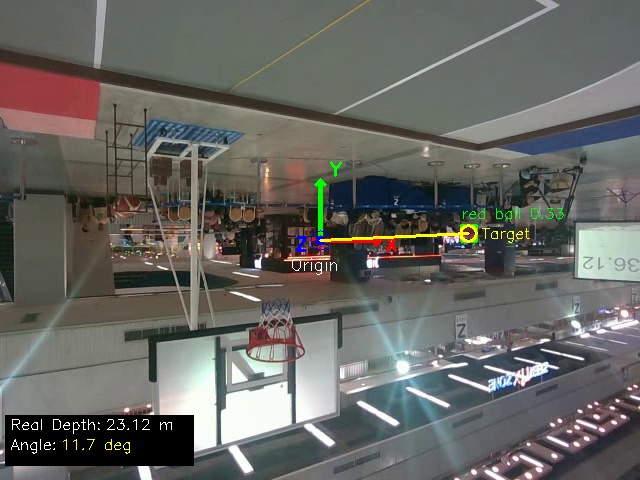 Y
red ball 0.33
Target
Z
X
Origin
36.12
Z
Z
Real Depth: 23.12 m
Angle: 11.7 deg